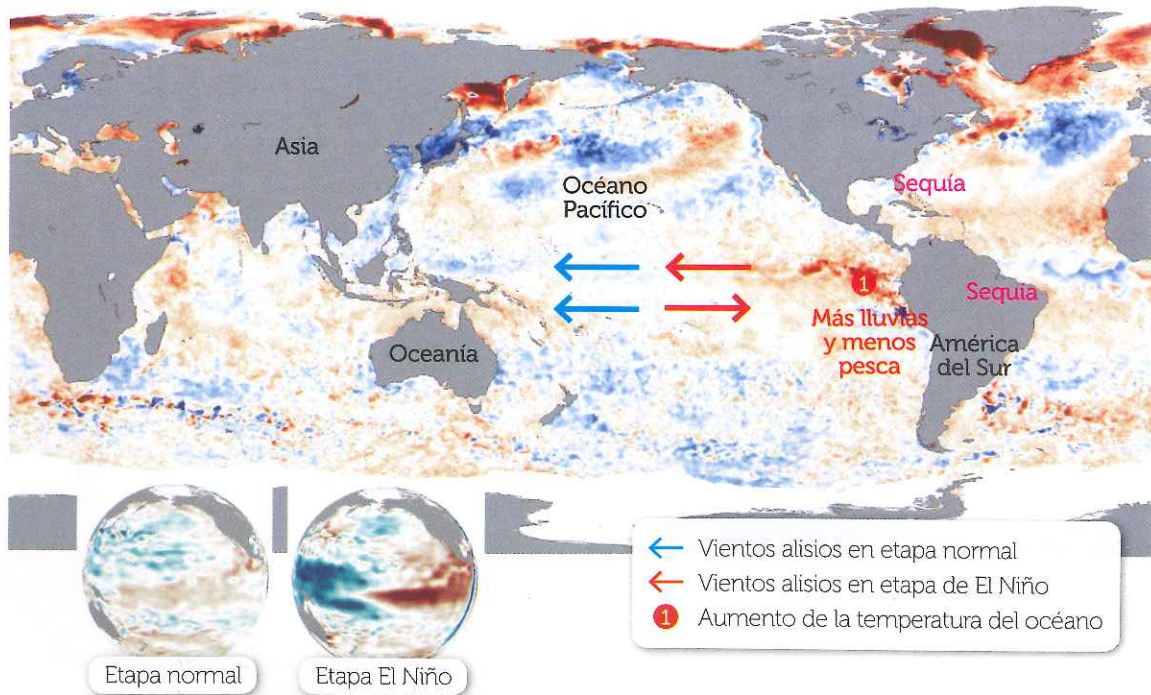 Asia
Océano
Pacífico
Sequía
1
Sequía
Más lluvias
y menos
pesca
América
del Sur
Oceanía
Vientos alisios en etapa normal
Vientos alisios en etapa de El Niño
1 Aumento de la temperatura del océano
Etapa normal
Etapa El Niño